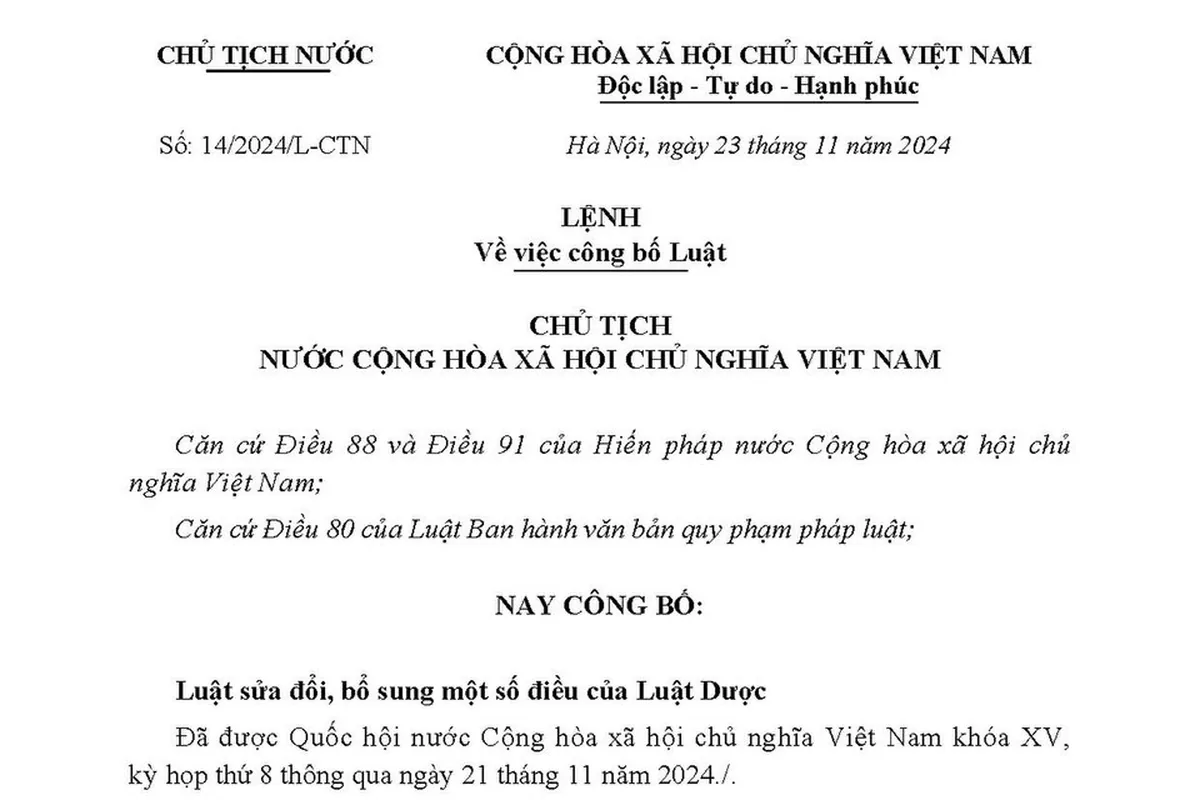 CHỦ TỊCH NƯỚC
CỘNG HÒA XÃ HỘI CHỦ NGHĨA VIỆT NAM
Độc lập - Tự do - Hạnh phúc
Số: 14/2024/L-CTN
Hà Nội, ngày 23 tháng 11 năm 2024
LỆNH
Về việc công bố Luật
CHỦ TỊCH
NƯỚC CỘNG HÒA XÃ HỘI CHỦ NGHĨA VIỆT NAM
Căn cứ Điều 88 và Điều 91 của Hiến pháp nước Cộng hòa xã hội chủ
nghĩa Việt Nam;
Căn cứ Điều 80 của Luật Ban hành văn bản quy phạm pháp luật;
NAY CÔNG BỐ:
Luật sửa đổi, bổ sung một số điều của Luật Dược
Đã được Quốc hội nước Cộng hòa xã hội chủ nghĩa Việt Nam khóa XV,
kỳ họp thứ 8 thông qua ngày 21 tháng 11 năm 2024./.